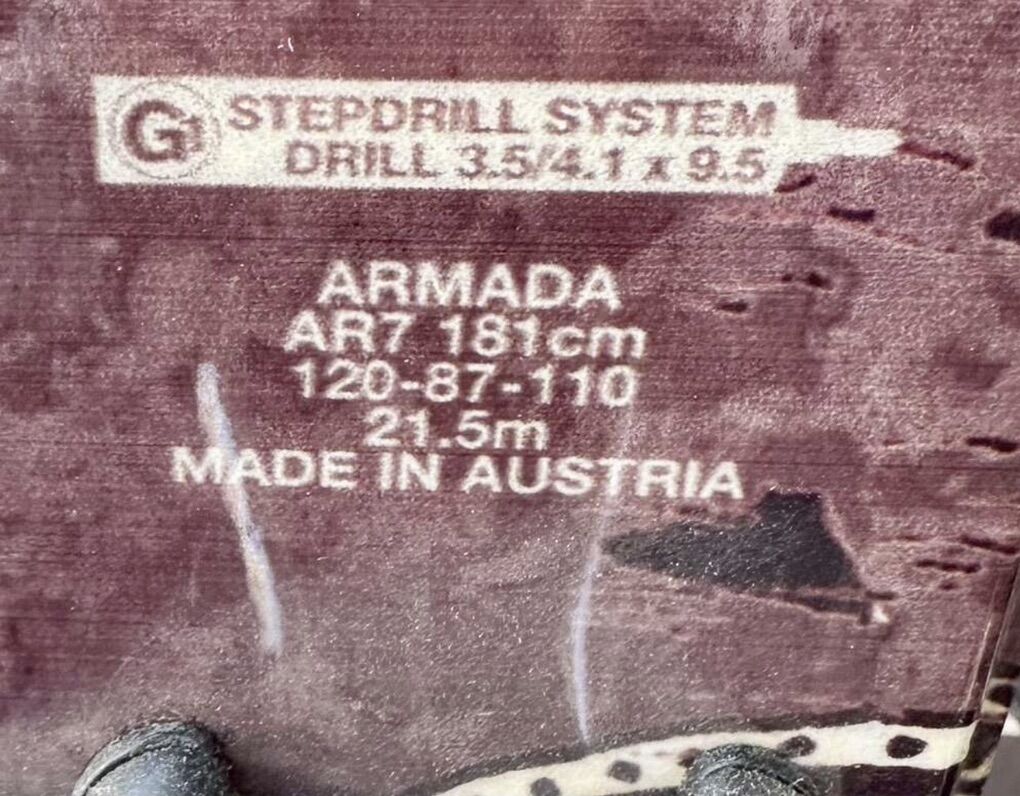 G STEPDRILL SYSTEM
DRILL 3.5/4.1 x 9.5
ARMADA
AR7 181cm
120-87-110
21.5m
MADE IN AUSTRIA